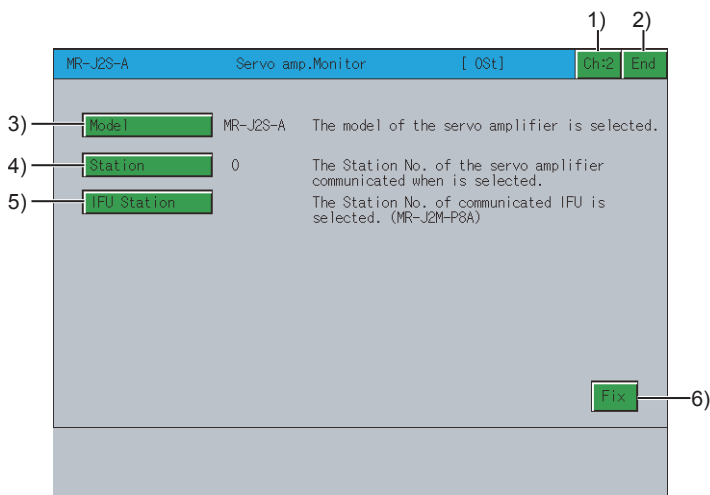 1) 2)
MR-J2S-A Servo amp.Monitor [ 0St] Ch:2 End
3) Model MR-J2S-A The model of the servo amplifier is selected.
4) Station 0 The Station No. of the servo amplifier
communicated when is selected.
5) IFU Station The Station No. of communicated IFU is
selected. (MR-J2M-P8A)
Fix 6)